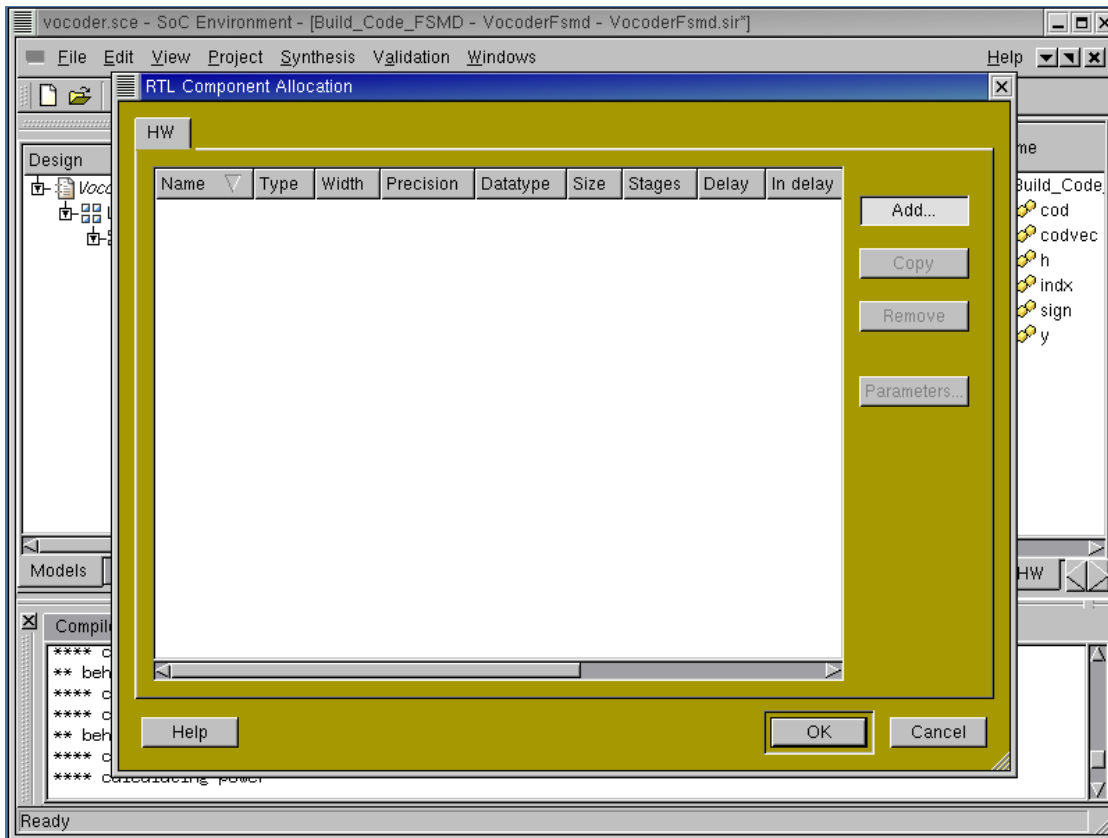 vocoder.sce - SoC Environment - [Build_Code_FSMD - VocoderFsmd - VocoderFsmd.sir*]
File Edit View Project Synthesis Validation Windows Help
RTL Component Allocation
HW
Design
Name Type Width Precision Datatype Size Stages Delay In delay
Add...
Copy
Remove
Parameters...
me
Build_Code_
cod
codvec
h
indx
sign
y
Voco
Models
HW
Compil
**** c
** beh
**** c
**** c
** beh
**** c
**** calculating power
Help OK Cancel
Ready